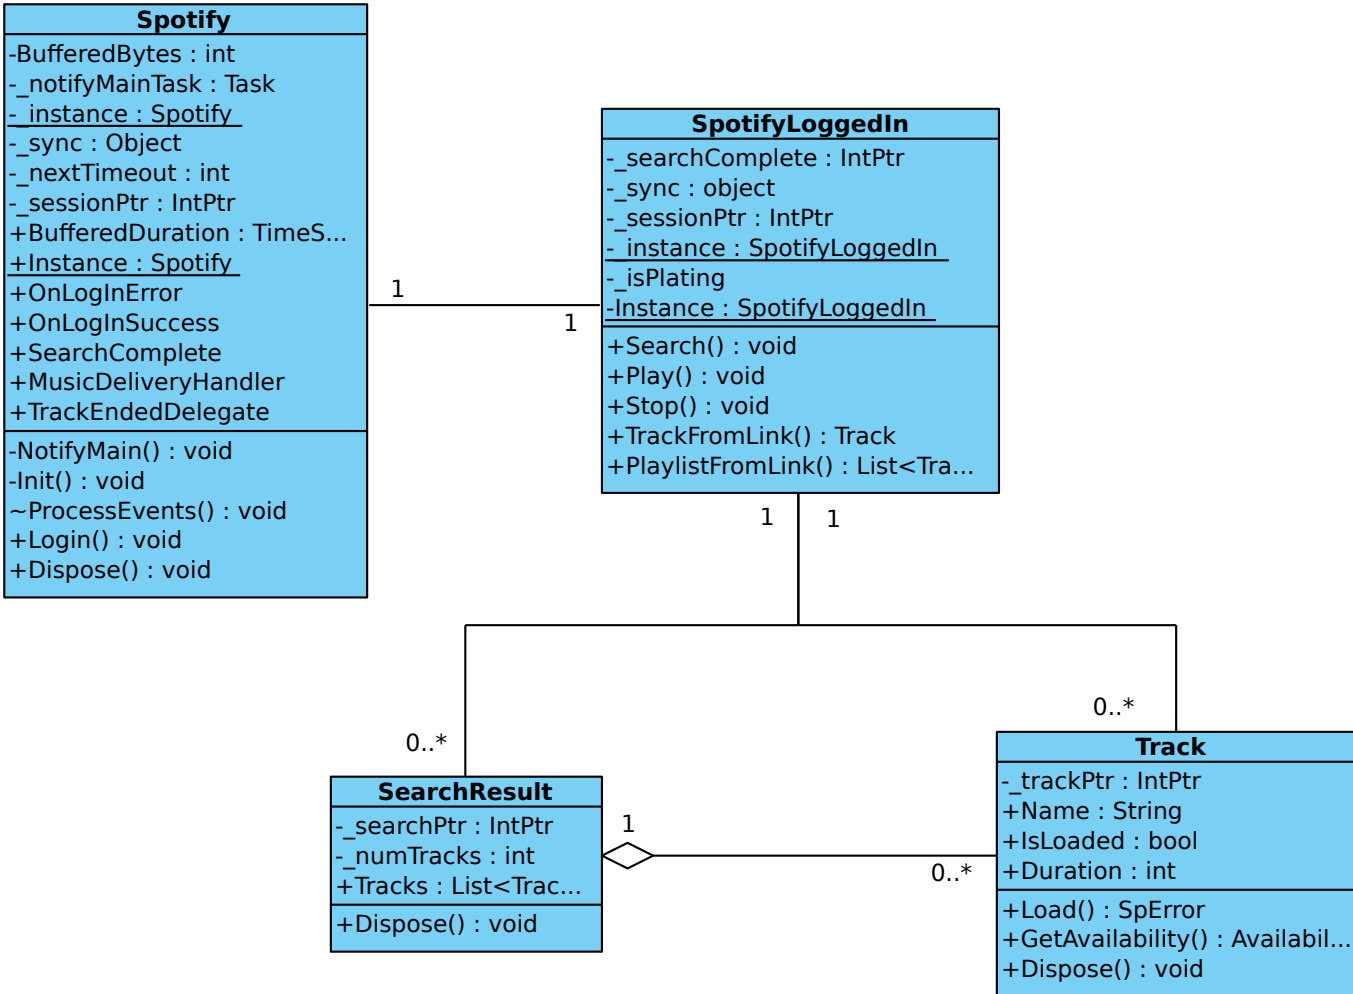 Spotify
-BufferedBytes : int
-_notifyMainTask : Task
-_instance : Spotify
-_sync : Object
-_nextTimeout : int
-_sessionPtr : IntPtr
+BufferedDuration : TimeS...
+Instance : Spotify
+OnLogInError
+OnLogInSuccess
+SearchComplete
+MusicDeliveryHandler
+TrackEndedDelegate
-NotifyMain() : void
-Init() : void
~ProcessEvents() : void
+Login() : void
+Dispose() : void
1
1
SpotifyLoggedIn
-_searchComplete : IntPtr
-_sync : object
-_sessionPtr : IntPtr
-_instance : SpotifyLoggedIn
-_isPlating
-Instance : SpotifyLoggedIn
+Search() : void
+Play() : void
+Stop() : void
+TrackFromLink() : Track
+PlaylistFromLink() : List<Tra...
1
1
0..*
0..*
SearchResult
-_searchPtr : IntPtr
-_numTracks : int
+Tracks : List<Trac...
+Dispose() : void
1
0..*
Track
-_trackPtr : IntPtr
+Name : String
+IsLoaded : bool
+Duration : int
+Load() : SpError
+GetAvailability() : Availabil...
+Dispose() : void